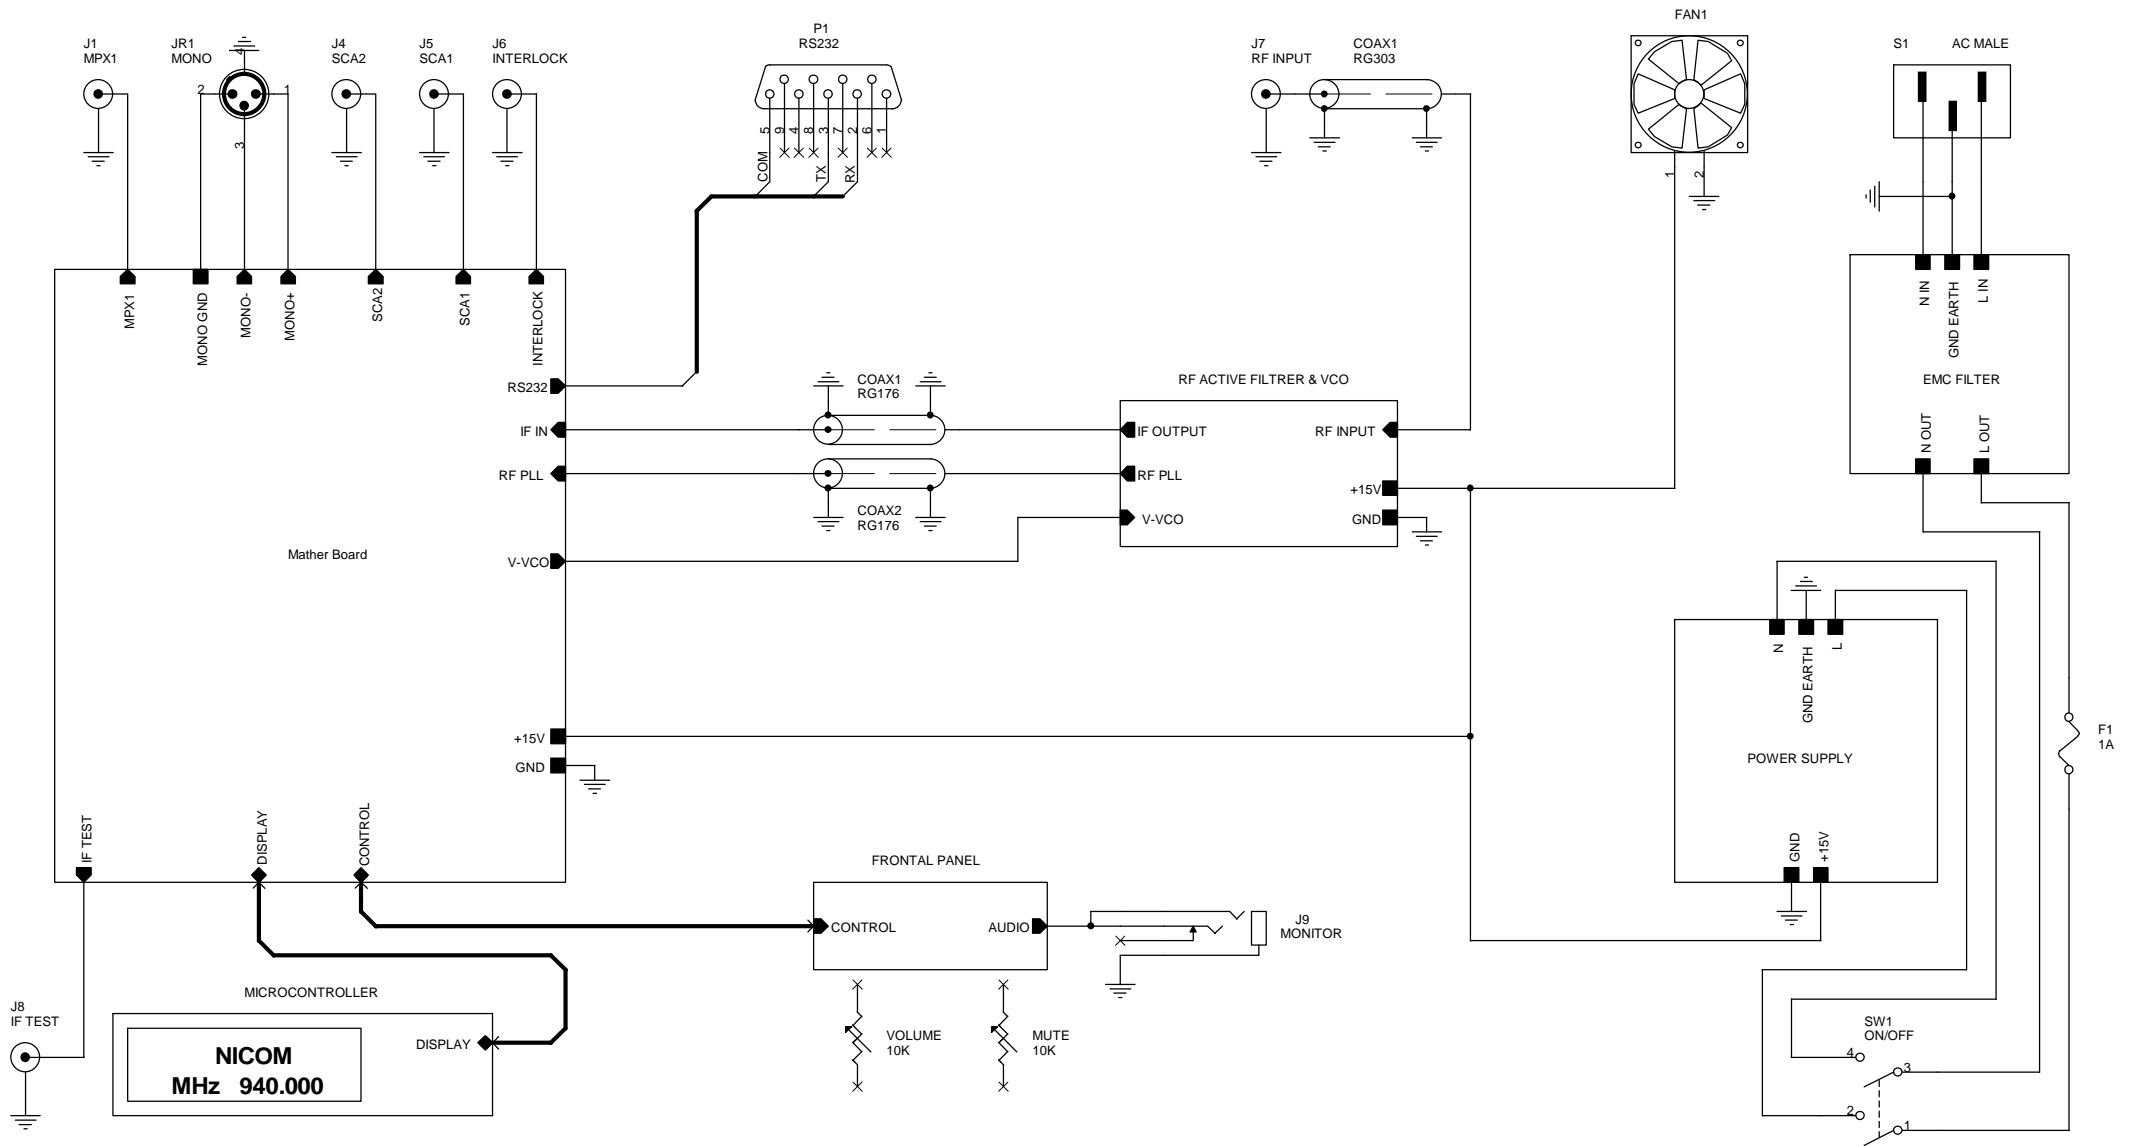 FAN1
P1
RS232
J1
MPX1
JR1
MONO
J4
SCA2
J5
SCA1
J6
INTERLOCK
J7
RF INPUT
COAX1
RG303
S1
AC MALE
4
2
1
3
5
9
4
8
3
7
2
6
1
COM
TX
RX
1
2
MPX1
MONO GND
MONO-
MONO+
SCA2
SCA1
INTERLOCK
N IN
GND EARTH
L IN
EMC FILTER
N OUT
L OUT
RS232
COAX1
RG176
RF ACTIVE FILTRER & VCO
IF IN
IF OUTPUT
RF INPUT
RF PLL
RF PLL
+15V
COAX2
RG176
V-VCO
GND
Mather Board
V-VCO
N
GND EARTH
L
POWER SUPPLY
F1
1A
+15V
GND
GND
+15V
IF TEST
DISPLAY
CONTROL
FRONTAL PANEL
CONTROL
AUDIO
J9
MONITOR
MICROCONTROLLER
J8
IF TEST
NICOM
MHz 940.000
DISPLAY
VOLUME
10K
MUTE
10K
SW1
ON/OFF
4
3
2
1